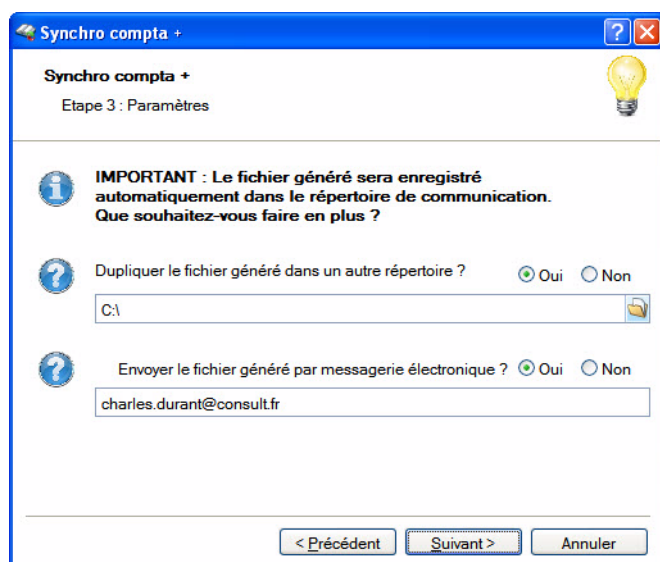 Synchro compta +
Synchro compta +
Etape 3 : Paramètres
IMPORTANT : Le fichier généré sera enregistré
automatiquement dans le répertoire de communication.
Que souhaitez-vous faire en plus ?
Dupliquer le fichier généré dans un autre répertoire ? Oui Non
C:\
Envoyer le fichier généré par messagerie électronique ? Oui Non
charles.durant@consult.fr
< Précédent Suivant > Annuler